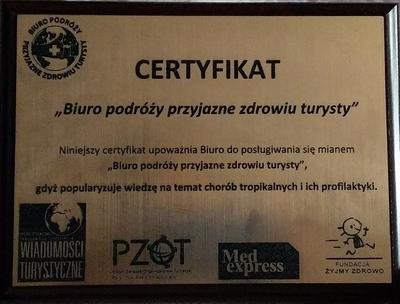 BIURO PODRÓŻY
PRZYJAZNE ZDROWIU TURYSTY
CERTYFIKAT
„Biuro podróży przyjazne zdrowiu turysty”
Niniejszy certyfikat upoważnia Biuro do posługiwania się mianem
„Biuro podróży przyjazne zdrowiu turysty”,
gdyż popularyzuje wiedzę na temat chorób tropikalnych i ich profilaktyki.
WIADOMOŚCI
TURYSTYCZNE
PZOT
Med
express
FUNDACJA
ŻYJMY ZDROWO